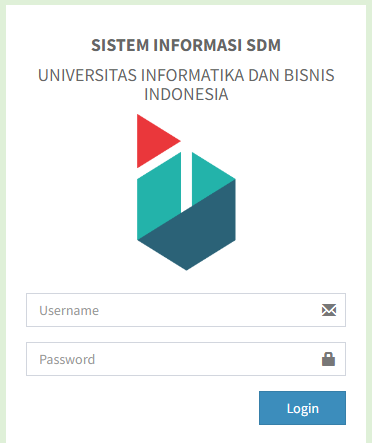 SISTEM INFORMASI SDM
UNIVERSITAS INFORMATIKA DAN BISNIS
INDONESIA
Username
Password
Login